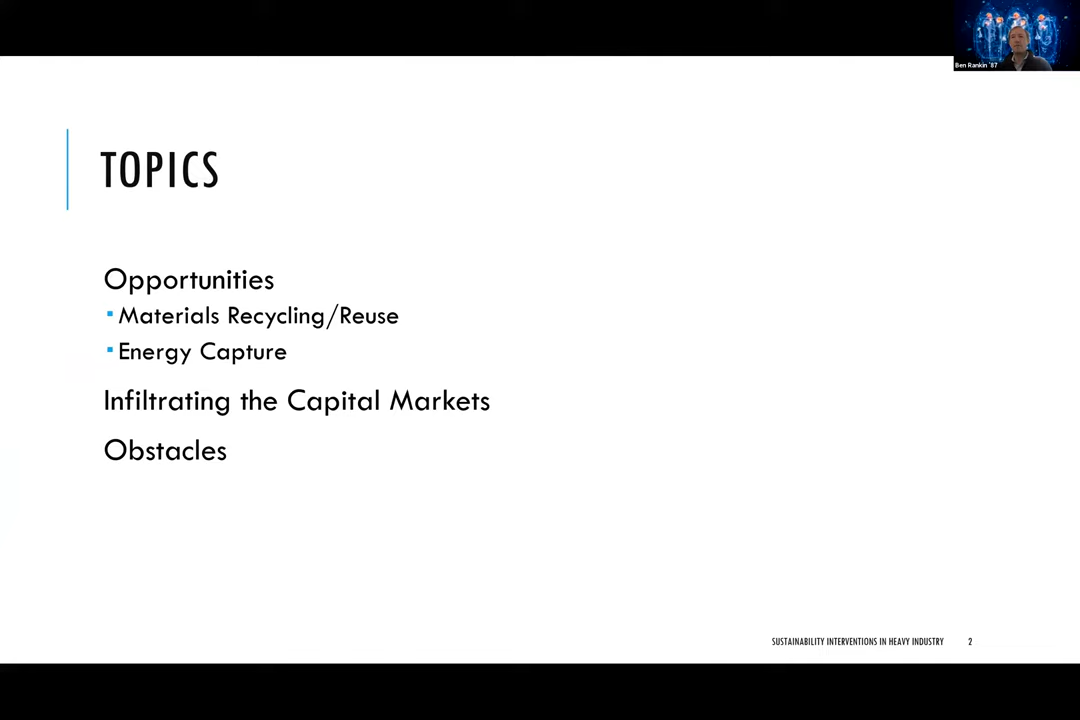 Ben Rankin '87
TOPICS
Opportunities
Materials Recycling/Reuse
Energy Capture
Infiltrating the Capital Markets
Obstacles
SUSTAINABILITY INTERVENTIONS IN HEAVY INDUSTRY 2